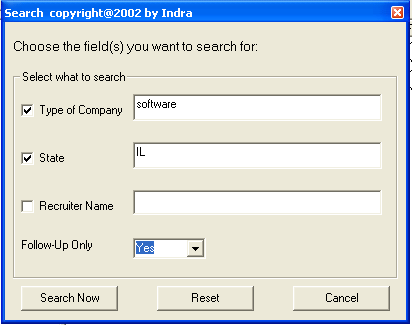 Search copyright@2002 by Indra
Choose the field(s) you want to search for:
Select what to search
Type of Company software
State IL
Recruiter Name
Follow-Up Only Yes
Search Now Reset Cancel